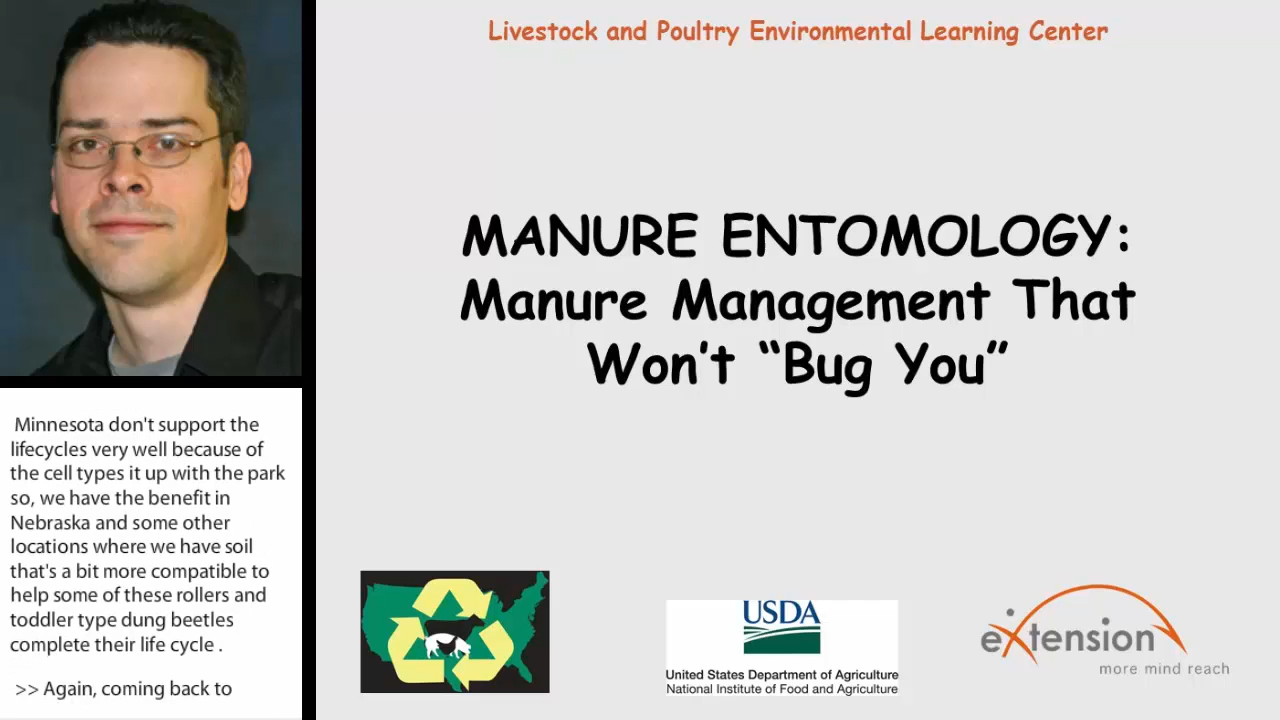 Livestock and Poultry Environmental Learning Center
MANURE ENTOMOLOGY:
Manure Management That
Won't “Bug You”
Minnesota don't support the
lifecycles very well because of
the cell types it up with the park
so, we have the benefit in
Nebraska and some other
locations where we have soil
that's a bit more compatible to
help some of these rollers and
toddler type dung beetles
complete their life cycle .
>> Again, coming back to
USDA
United States Department of Agriculture
National Institute of Food and Agriculture
eXtension
more mind reach